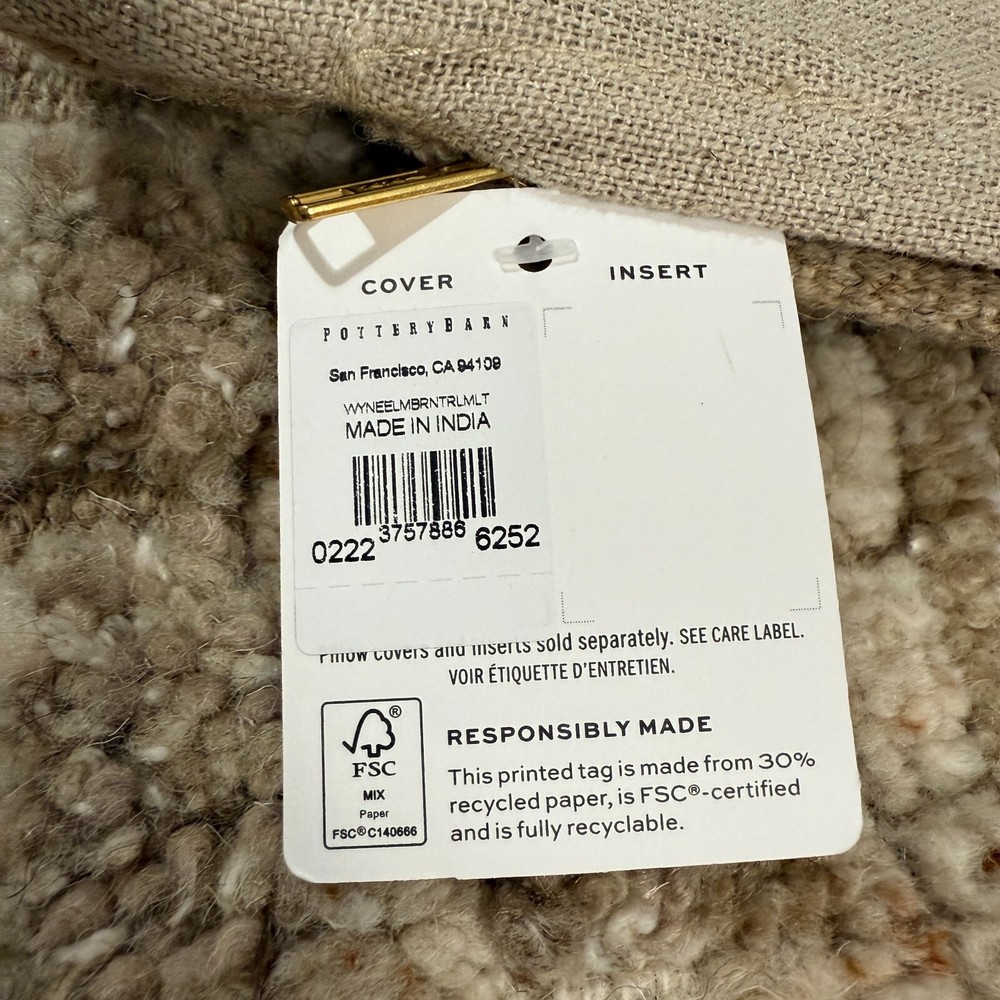 COVER
INSERT
POTTERY BARN
San Francisco, CA 94109
WYNEELMBRNTRLMLT
MADE IN INDIA
0222 3757886 6252
Pillow covers and inserts sold separately. SEE CARE LABEL.
VOIR ÉTIQUETTE D'ENTRETIEN.
FSC®
MIX
Paper
FSC® C140666
RESPONSIBLY MADE
This printed tag is made from 30%
recycled paper, is FSC®-certified
and is fully recyclable.